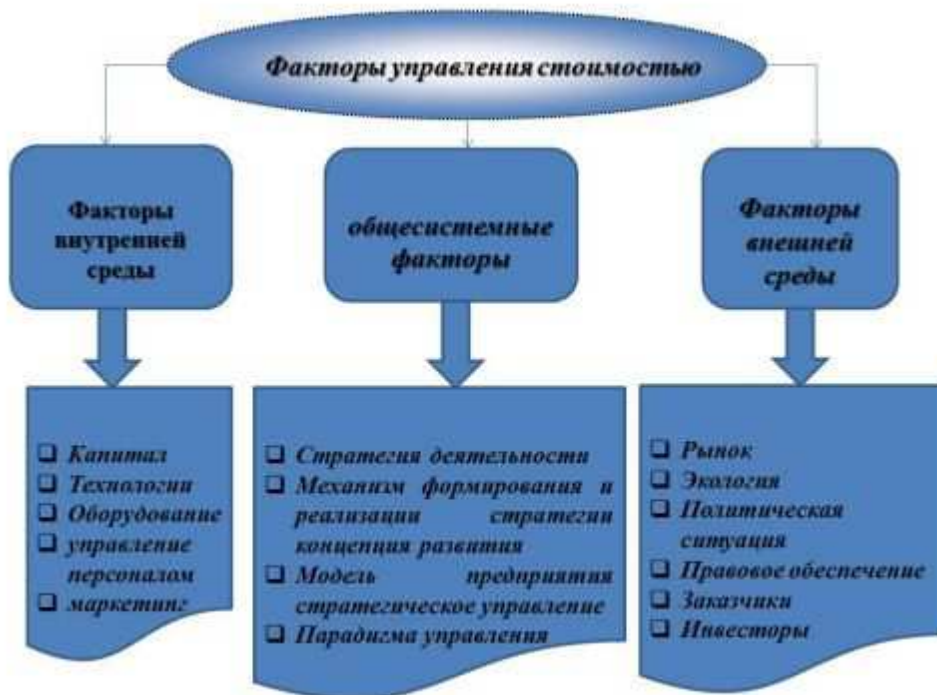 Факторы управления стоимостью
Факторы
внутренней
среды
общесистемные
факторы
Факторы
внешней
среды
Капитал
Технологии
Оборудование
управление
персоналом
маркетинг
Стратегия деятельности
Механизм формирования и
реализации стратегии
концепция развития
Модель предприятия
стратегическое управление
Парадигма управления
Рынок
Экология
Политическая
ситуация
Правовое обеспечение
Заказчики
Инвесторы